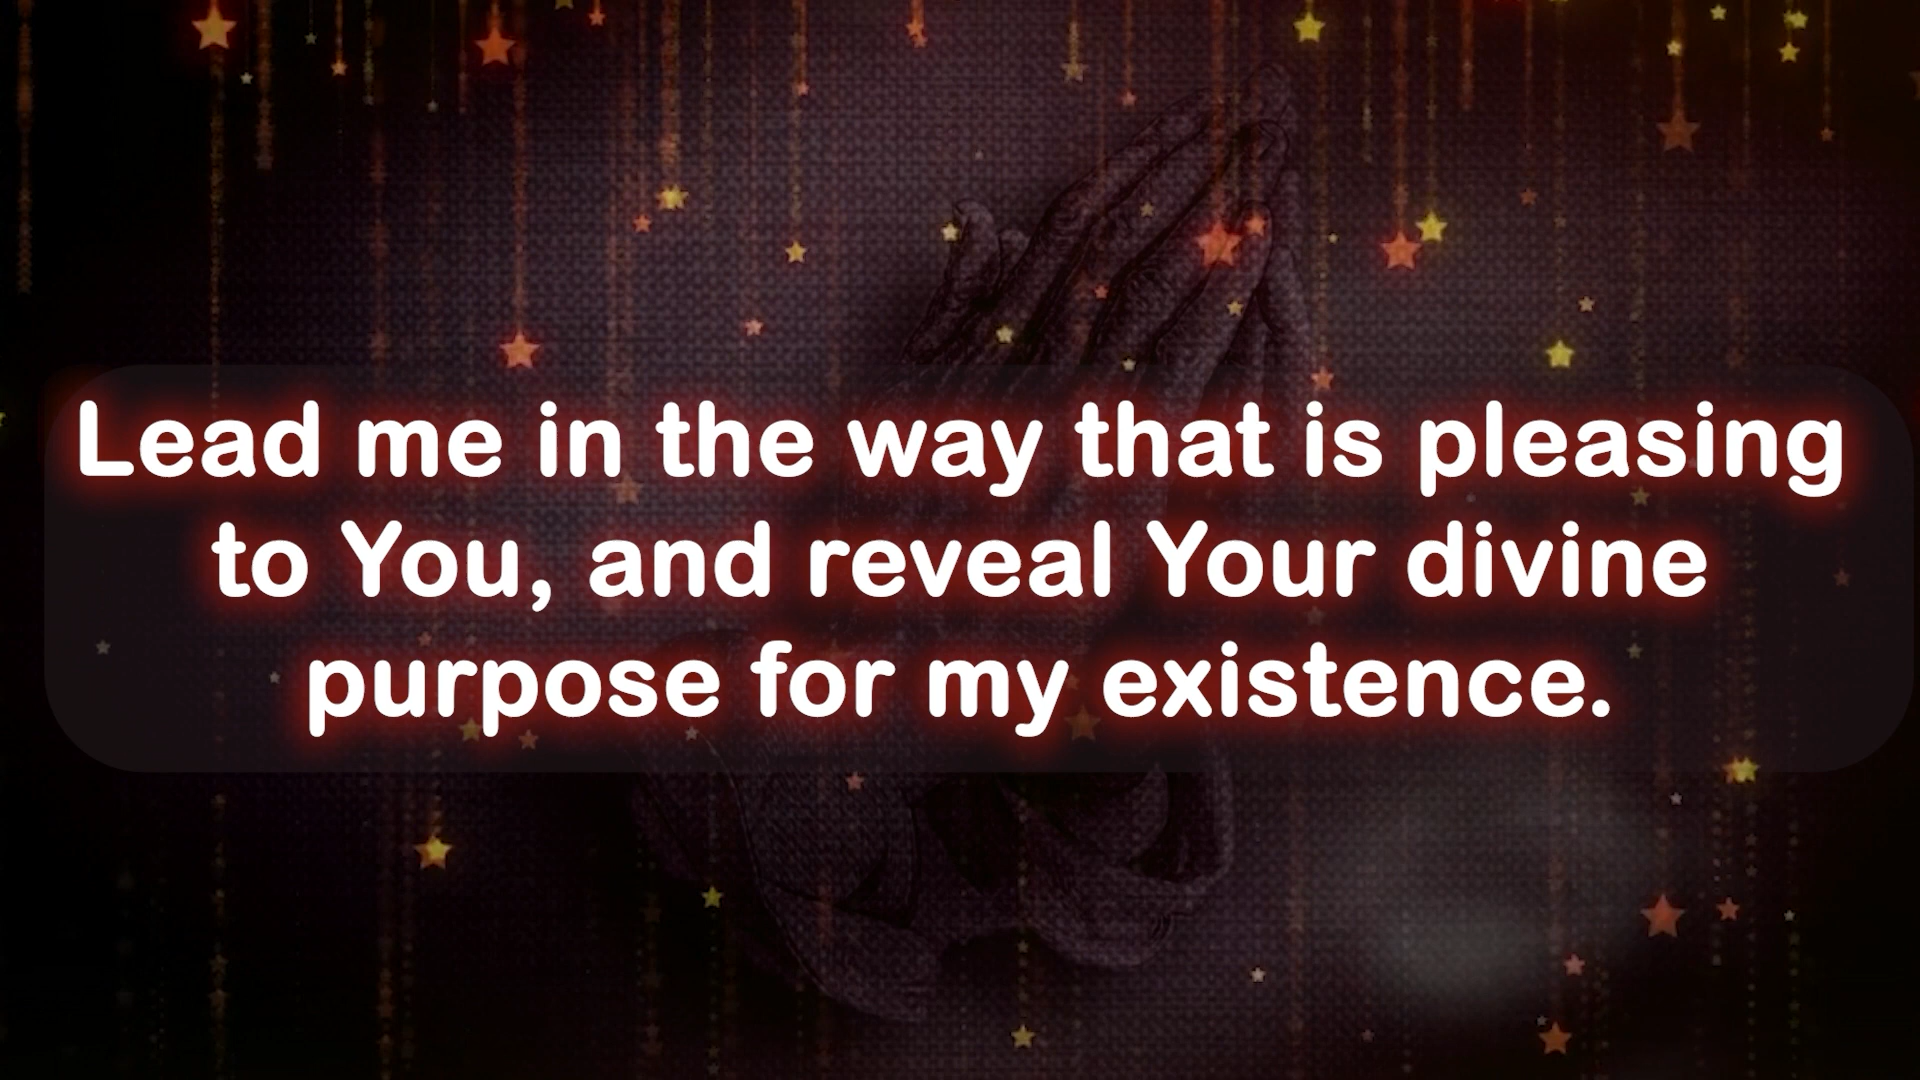 Lead me in the way that is pleasing
to You, and reveal Your divine
purpose for my existence.